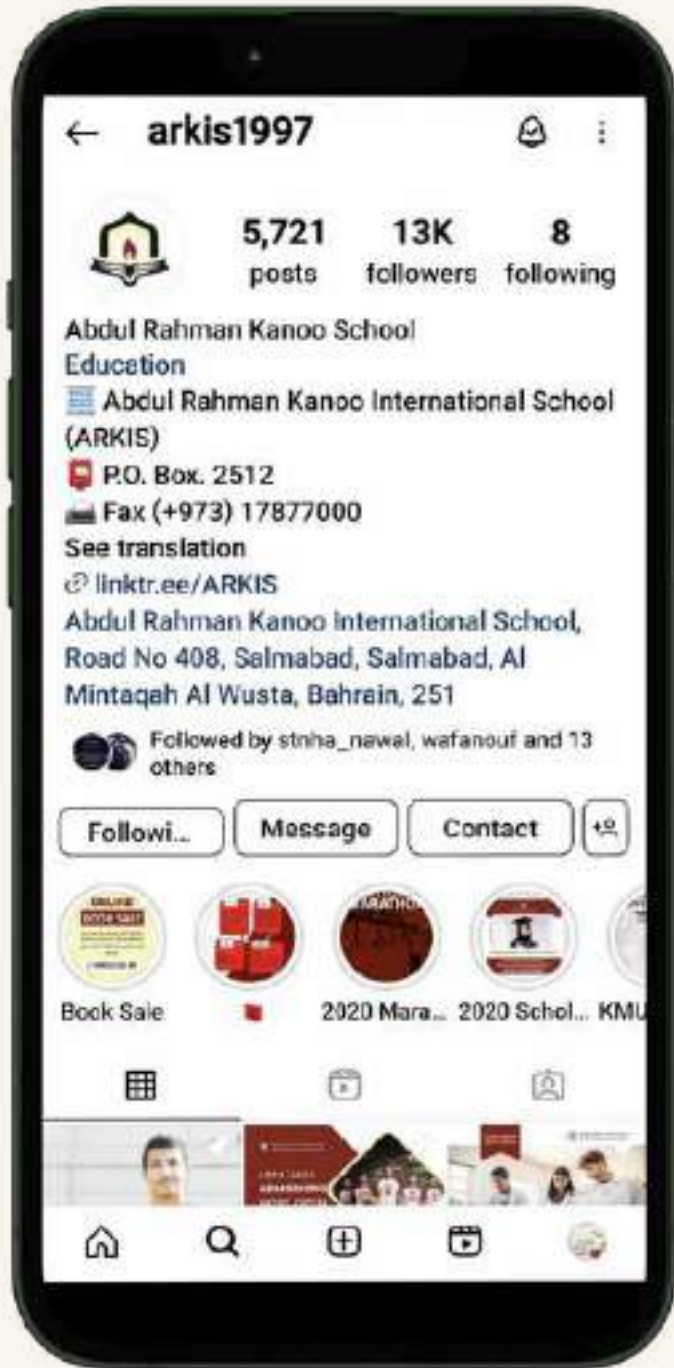 arkis1997
5,721 13K 8
posts followers following
Abdul Rahman Kanoo School
Education
Abdul Rahman Kanoo International School
(ARKIS)
P.O. Box. 2512
Fax (+973) 17877000
See translation
linktr.ee/ARKIS
Abdul Rahman Kanoo International School,
Road No 408, Salmabad, Salmabad, Al
Mintaqah Al Wusta, Bahrain, 251
Followed by stnha_nawal, wafanouf and 13
others
Followi... Message Contact
ONLINE
BOOK SALE
Book Sale 2020 Mara... 2020 Schol... KMU